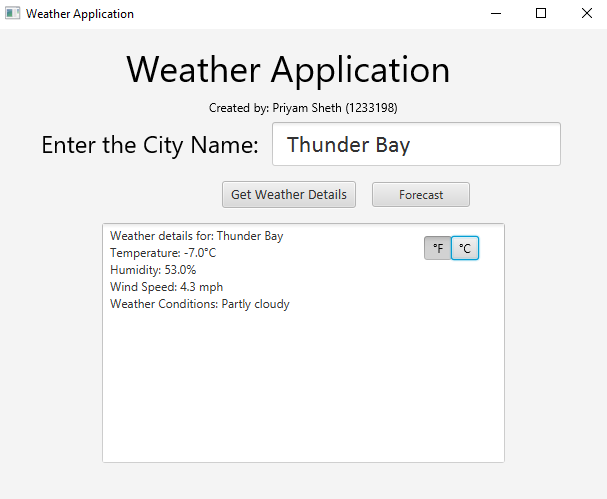 Weather Application
Weather Application
Created by: Priyam Sheth (1233198)
Enter the City Name: Thunder Bay
Get Weather Details Forecast
Weather details for: Thunder Bay
°F °C
Temperature: -7.0°C
Humidity: 53.0%
Wind Speed: 4.3 mph
Weather Conditions: Partly cloudy